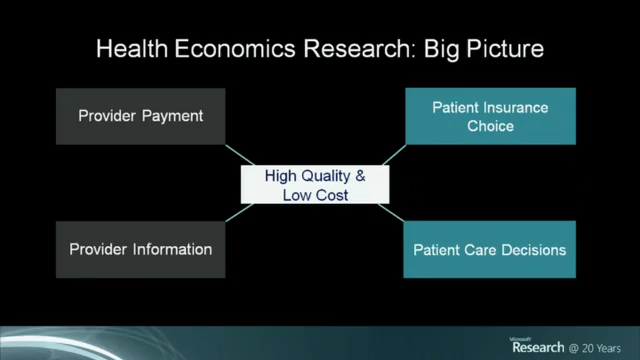 Health Economics Research: Big Picture
Provider Payment
Patient Insurance
Choice
High Quality &
Low Cost
Provider Information
Patient Care Decisions
Microsoft
Research @ 20 Years